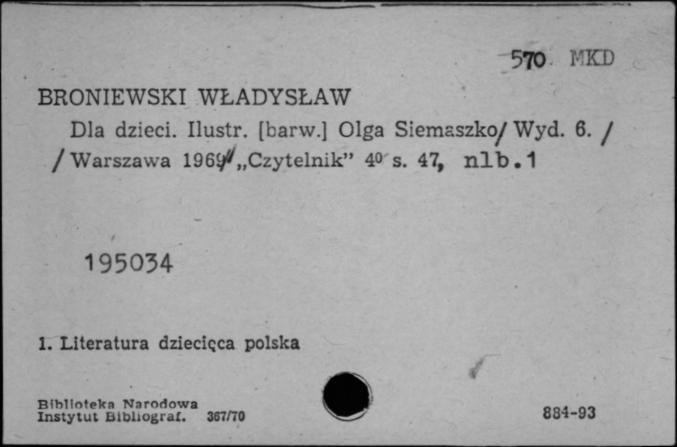 570 MKD
BRONIEWSKI WŁADYSŁAW
Dla dzieci. Ilustr. [barw.] Olga Siemaszko/ Wyd. 6. /
/ Warszawa 1969/ „Czytelnik” 4⁰ s. 47, nlb.1
195034
1. Literatura dziecięca polska
Biblioteka Narodowa
Instytut Bibliograf. 367/70
884-93